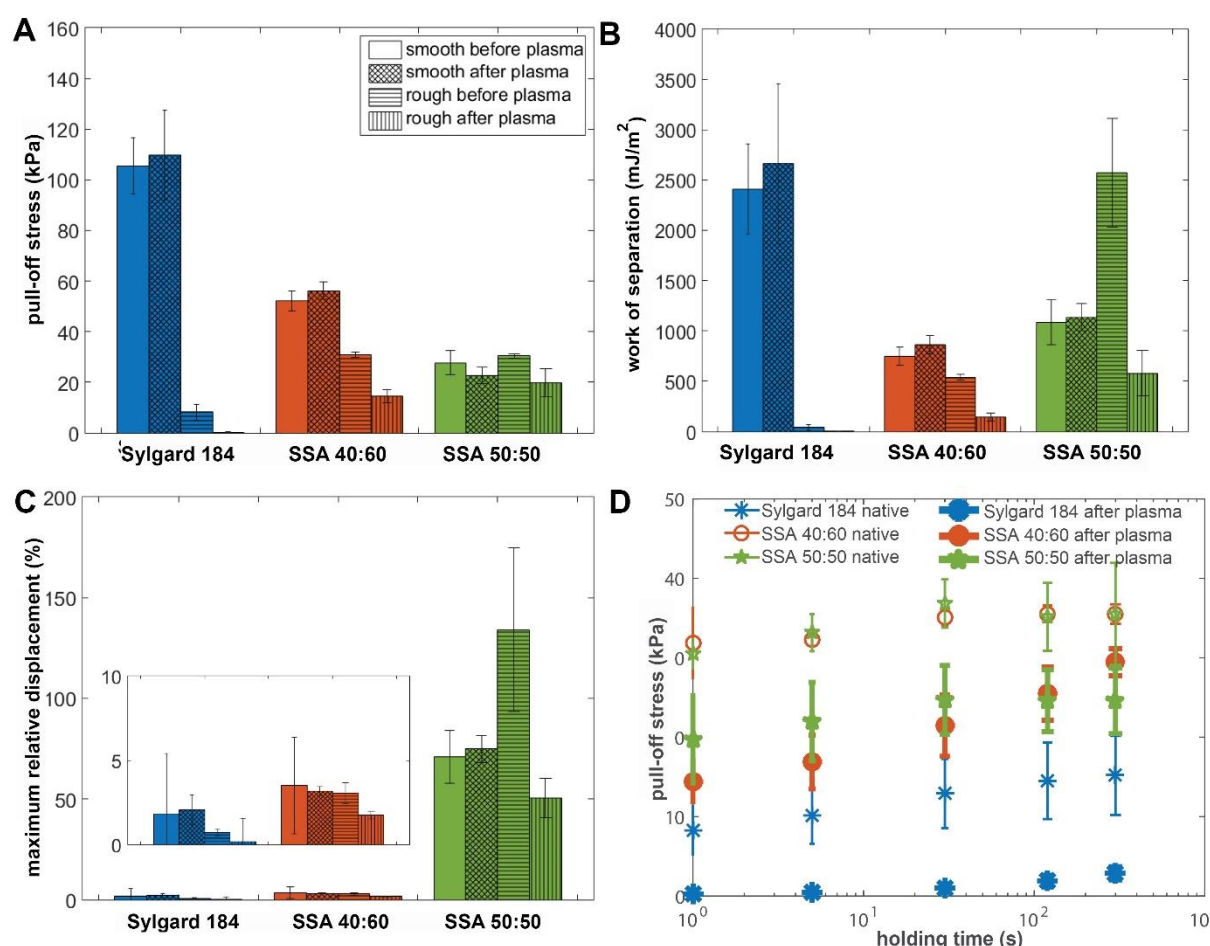 A
160
140
120
100
80
60
40
20
0
pull-off stress (kPa)
smooth before plasma
smooth after plasma
rough before plasma
rough after plasma
Sylgard 184 SSA 40:60 SSA 50:50
B
4000
3500
3000
2500
2000
1500
1000
500
0
work of separation (mJ/m²)
Sylgard 184 SSA 40:60 SSA 50:50
C
200
150
100
50
0
maximum relative displacement (%)
10
5
0
Sylgard 184 SSA 40:60 SSA 50:50
D
50
40
0
0
10
0
pull-off stress (kPa)
Sylgard 184 native Sylgard 184 after plasma
SSA 40:60 native SSA 40:60 after plasma
SSA 50:50 native SSA 50:50 after plasma
10⁰ 10¹ 10² 10
holding time (s)